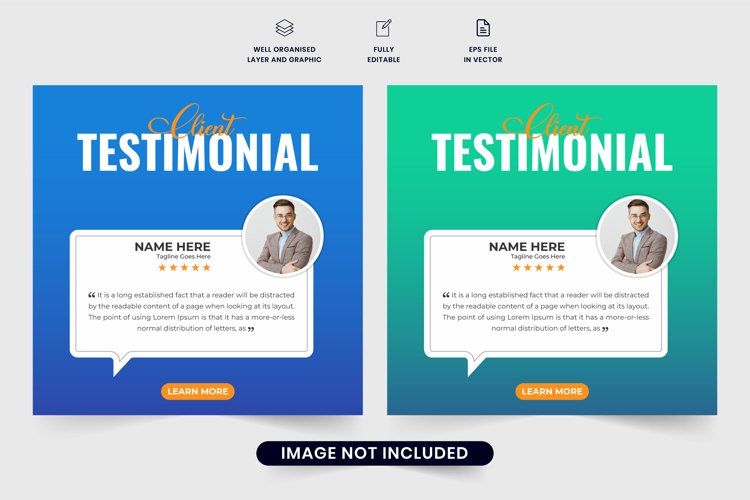 WELL ORGANISED
LAYER AND GRAPHIC
FULLY
EDITABLE
EPS FILE
IN VECTOR
Client
TESTIMONIAL
NAME HERE
Tagline Goes Here
❝ It is a long established fact that a reader will be distracted
by the readable content of a page when looking at its layout.
The point of using Lorem Ipsum is that it has a more-or-less
normal distribution of letters, as ❞
LEARN MORE
Client
TESTIMONIAL
NAME HERE
Tagline Goes Here
❝ It is a long established fact that a reader will be distracted
by the readable content of a page when looking at its layout.
The point of using Lorem Ipsum is that it has a more-or-less
normal distribution of letters, as ❞
LEARN MORE
IMAGE NOT INCLUDED